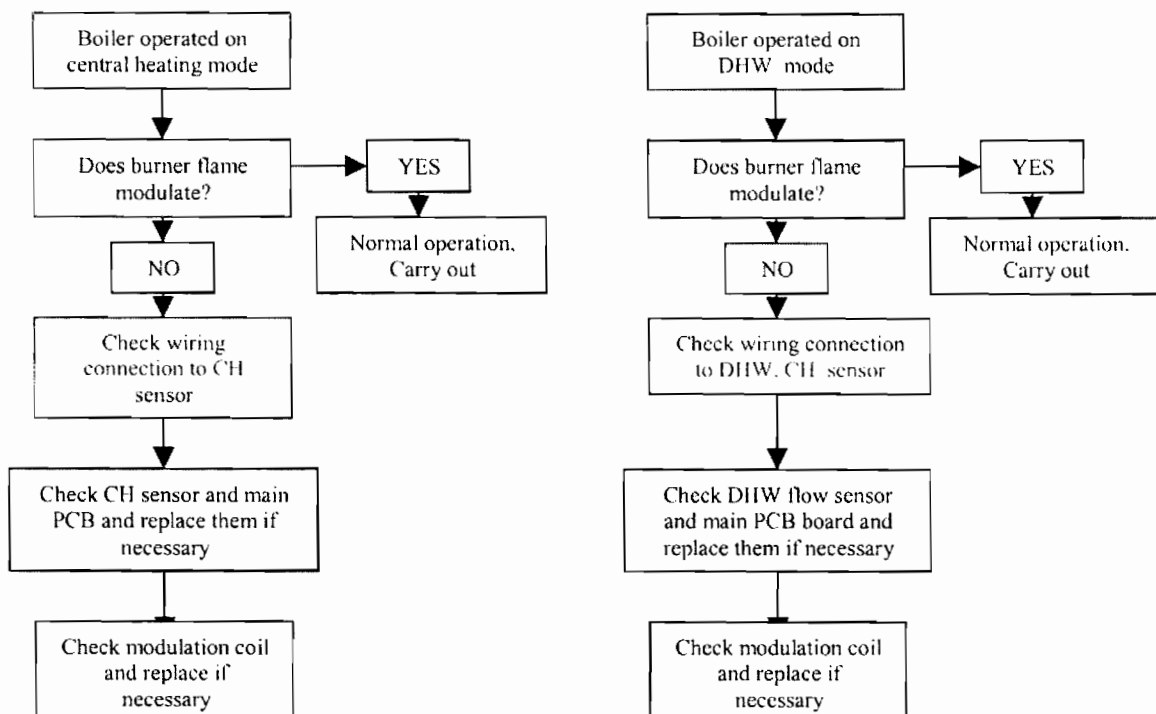 Boiler operated on
central heating mode
Does burner flame
modulate?
YES
Normal operation.
Carry out
NO
Check wiring
connection to CH
sensor
Check CH sensor and main
PCB and replace them if
necessary
Check modulation coil
and replace if
necessary
Boiler operated on
DHW mode
Does burner flame
modulate?
YES
Normal operation.
Carry out
NO
Check wiring connection
to DHW. CH sensor
Check DHW flow sensor
and main PCB board and
replace them if necessary
Check modulation coil
and replace if
necessary